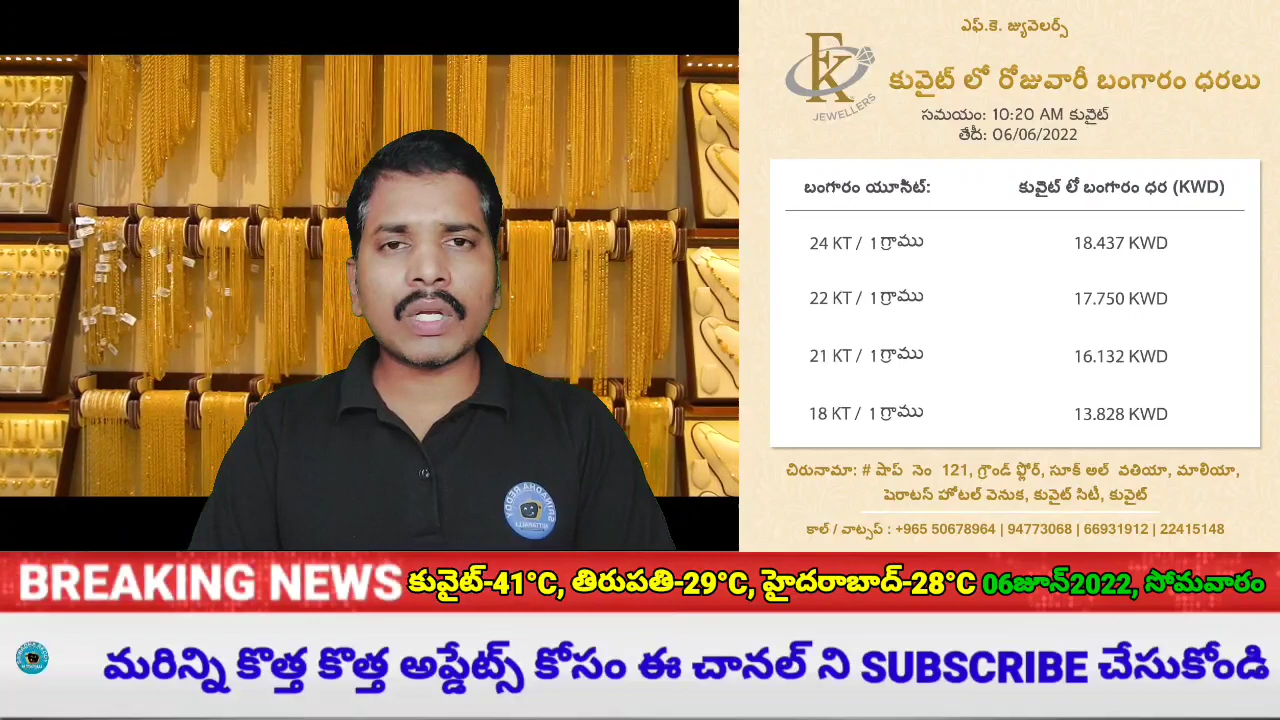 ఎఫ్.కె. జ్యువెలర్స్
FK
JEWELLERS
కువైట్ లో రోజువారీ బంగారం ధరలు
సమయం: 10:20 AM కువైట్
తేదీ: 06/06/2022
బంగారం యూనిట్: కువైట్ లో బంగారం ధర (KWD)
24 KT / 1 గ్రాము 18.437 KWD
22 KT / 1 గ్రాము 17.750 KWD
21 KT / 1 గ్రాము 16.132 KWD
18 KT / 1 గ్రాము 13.828 KWD
చిరునామా: # షాప్ నెం 121, గ్రౌండ్ ఫ్లోర్, సూక్ అల్ వతియా, మాలియా,
షెరాటన్ హోటల్ వెనుక, కువైట్ సిటీ, కువైట్
కాల్ / వాట్సప్ : +965 50678964 | 94773068 | 66931912 | 22415148
BREAKING NEWS కువైట్-41°C, తిరుపతి-29°C, హైదరాబాద్-28°C 06జూన్2022, సోమవారం
మరిన్ని కొత్త కొత్త అప్డేట్స్ కోసం ఈ చానల్ ని SUBSCRIBE చేసుకోండి